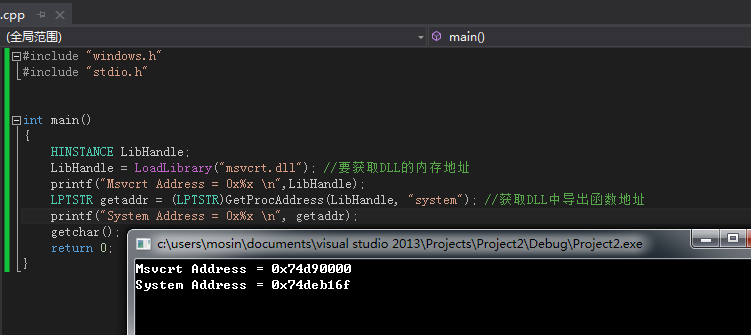 .cpp
(全局范围)
main()
#include "windows.h"
#include "stdio.h"
int main()
{
HINSTANCE LibHandle;
LibHandle = LoadLibrary("msvcrt.dll"); //要获取DLL的内存地址
printf("Msvcrt Address = 0x%x \n",LibHandle);
LPTSTR getaddr = (LPTSTR)GetProcAddress(LibHandle, "system"); //获取DLL中导出函数地址
printf("System Address = 0x%x \n", getaddr);
getchar();
return 0;
}
c:\users\mosin\documents\visual studio 2013\Projects\Project2\Debug\Project2.exe
Msvcrt Address = 0x74d90000
System Address = 0x74deb16f